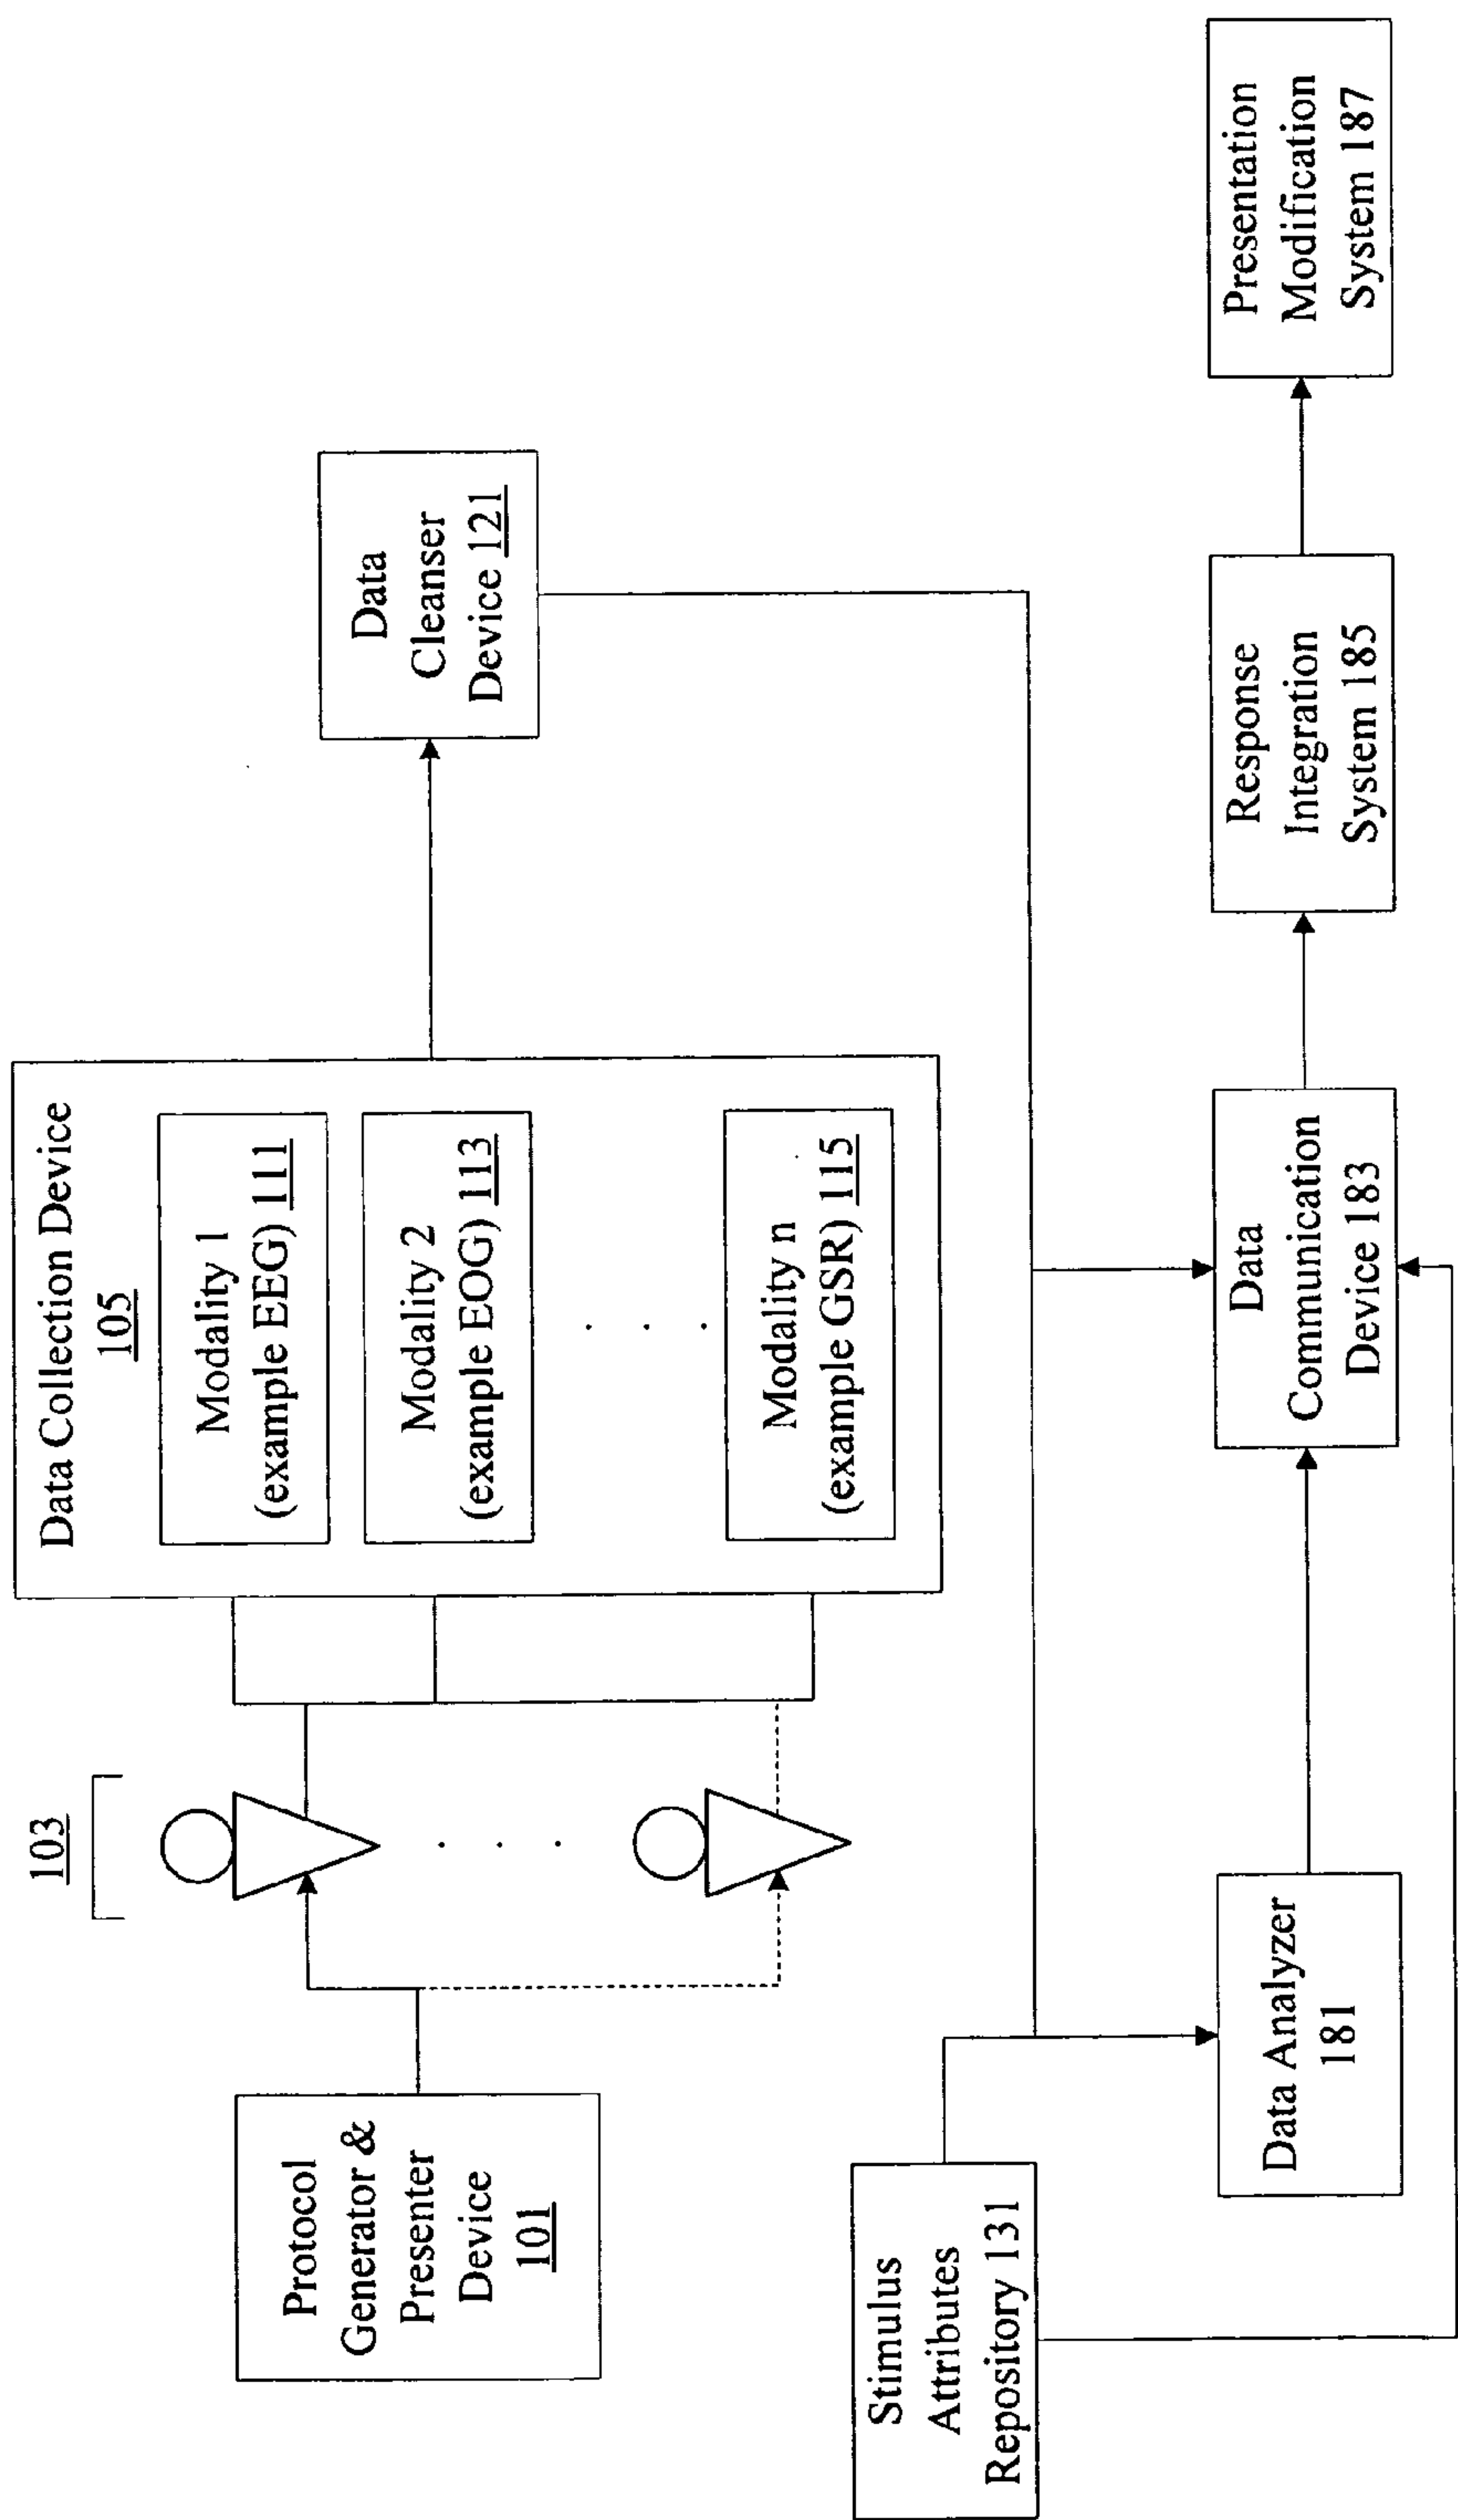 Protocol
Generator &
Presenter
Device
101
103
Data Collection Device
105
Modality 1
(example EEG) 111
Modality 2
(example EOG) 113
. . .
Modality n
(example GSR) 115
Data
Cleanser
Device 121
Stimulus
Attributes
Repository 131
Data Analyzer
181
Data
Communication
Device 183
Response
Integration
System 185
Presentation
Modification
System 187